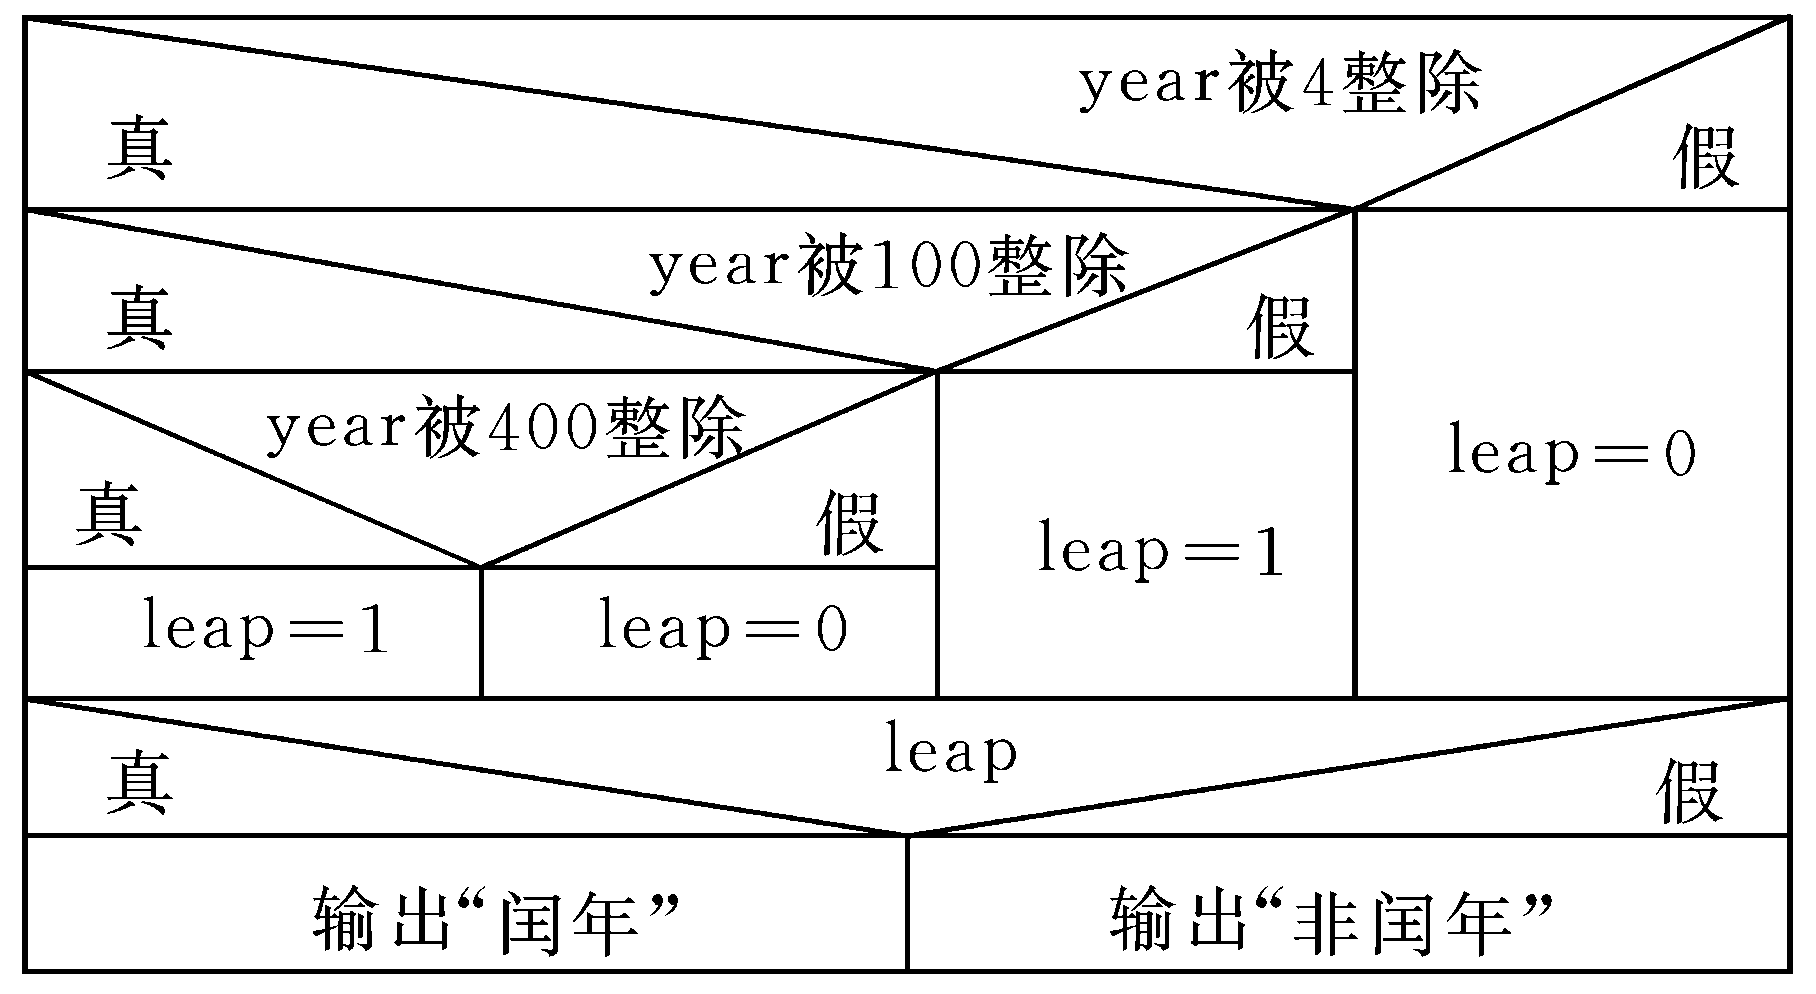 year被4整除
真
假
year被100整除
真
假
year被400整除
真
假
leap=0
leap=1
leap=1
leap=0
leap
真
假
输出“闰年”
输出“非闰年”